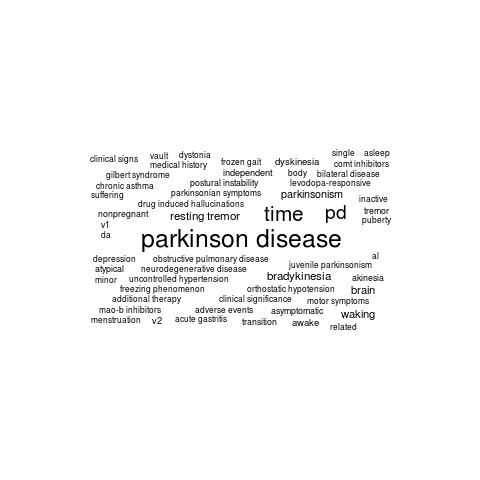 single asleep
clinical signs vault dystonia
medical history frozen gait dyskinesia comt inhibitors
gilbert syndrome independent body bilateral disease
chronic asthma postural instability levodopa-responsive
suffering parkinsonian symptoms parkinsonism inactive
drug induced hallucinations
nonpregnant resting tremor time pd tremor
v1 puberty
da parkinson disease
depression obstructive pulmonary disease al
atypical neurodegenerative disease juvenile parkinsonism
minor uncontrolled hypertension bradykinesia akinesia
freezing phenomenon orthostatic hypotension brain
additional therapy clinical significance motor symptoms
mao-b inhibitors adverse events asymptomatic waking
menstruation v2 acute gastritis transition awake related